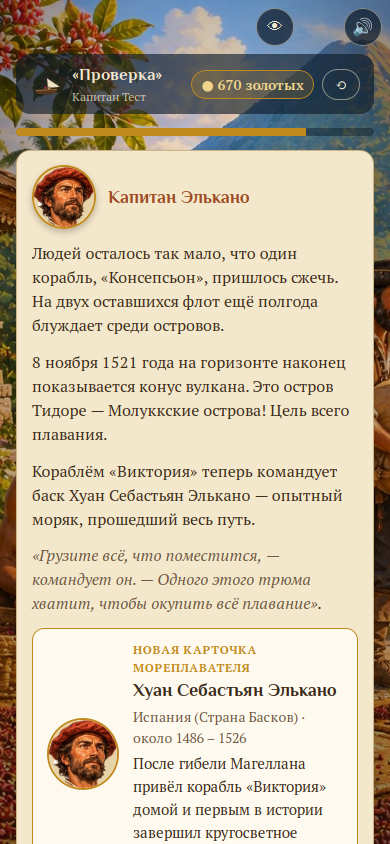 «Проверка»
Капитан Тест
670 золотых
Капитан Элькано
Людей осталось так мало, что один
корабль, «Консепсьон», пришлось сжечь.
На двух оставшихся флот ещё полгода
блуждает среди островов.
8 ноября 1521 года на горизонте наконец
показывается конус вулкана. Это остров
Тидоре — Молуккские острова! Цель всего
плавания.
Кораблём «Виктория» теперь командует
баск Хуан Себастьян Элькано — опытный
моряк, прошедший весь путь.
«Грузите всё, что поместится, —
командует он. — Одного этого трюма
хватит, чтобы окупить всё плавание».
НОВАЯ КАРТОЧКА
МОРЕПЛАВАТЕЛЯ
Хуан Себастьян Элькано
Испания (Страна Басков) ·
около 1486 – 1526
После гибели Магеллана
привёл корабль «Виктория»
домой и первым в истории
завершил кругосветное